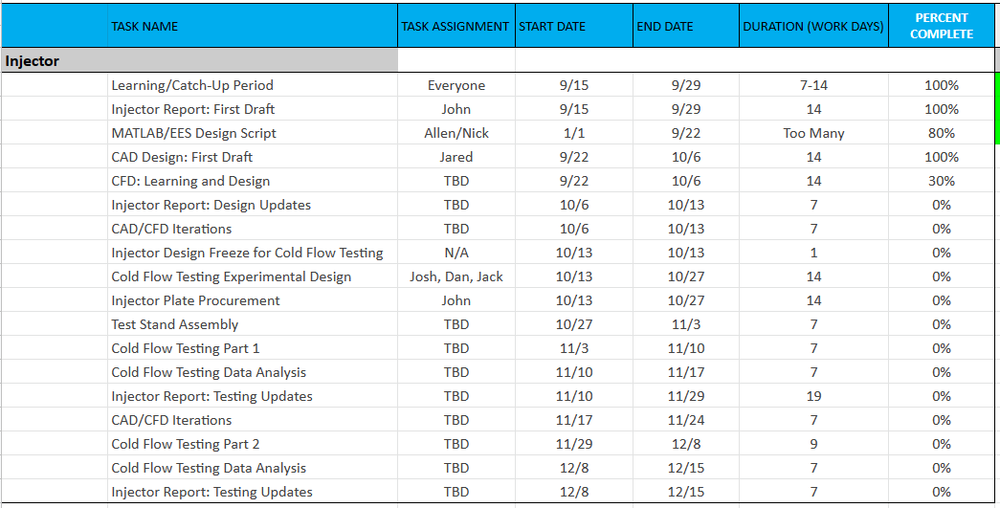 TASK NAME TASK ASSIGNMENT START DATE END DATE DURATION (WORK DAYS) PERCENT COMPLETE
Injector
Learning/Catch-Up Period Everyone 9/15 9/29 7-14 100%
Injector Report: First Draft John 9/15 9/29 14 100%
MATLAB/EES Design Script Allen/Nick 1/1 9/22 Too Many 80%
CAD Design: First Draft Jared 9/22 10/6 14 100%
CFD: Learning and Design TBD 9/22 10/6 14 30%
Injector Report: Design Updates TBD 10/6 10/13 7 0%
CAD/CFD Iterations TBD 10/6 10/13 7 0%
Injector Design Freeze for Cold Flow Testing N/A 10/13 10/13 1 0%
Cold Flow Testing Experimental Design Josh, Dan, Jack 10/13 10/27 14 0%
Injector Plate Procurement John 10/13 10/27 14 0%
Test Stand Assembly TBD 10/27 11/3 7 0%
Cold Flow Testing Part 1 TBD 11/3 11/10 7 0%
Cold Flow Testing Data Analysis TBD 11/10 11/17 7 0%
Injector Report: Testing Updates TBD 11/10 11/29 19 0%
CAD/CFD Iterations TBD 11/17 11/24 7 0%
Cold Flow Testing Part 2 TBD 11/29 12/8 9 0%
Cold Flow Testing Data Analysis TBD 12/8 12/15 7 0%
Injector Report: Testing Updates TBD 12/8 12/15 7 0%